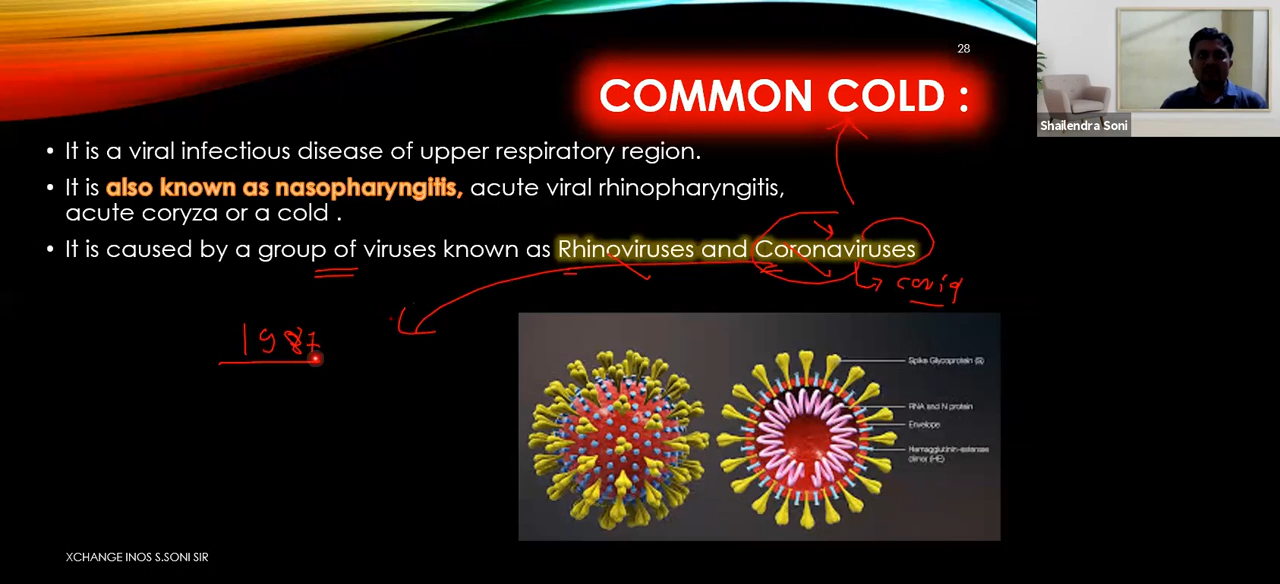 28
COMMON COLD :
Shailendra Soni
• It is a viral infectious disease of upper respiratory region.
• It is also known as nasopharyngitis, acute viral rhinopharyngitis,
acute coryza or a cold .
• It is caused by a group of viruses known as Rhinoviruses and Coronaviruses
1987
Spike Glycoprotein (S)
RNA and N protein
Envelope
dimer (HE)
XCHANGE INOS S.SONI SIR